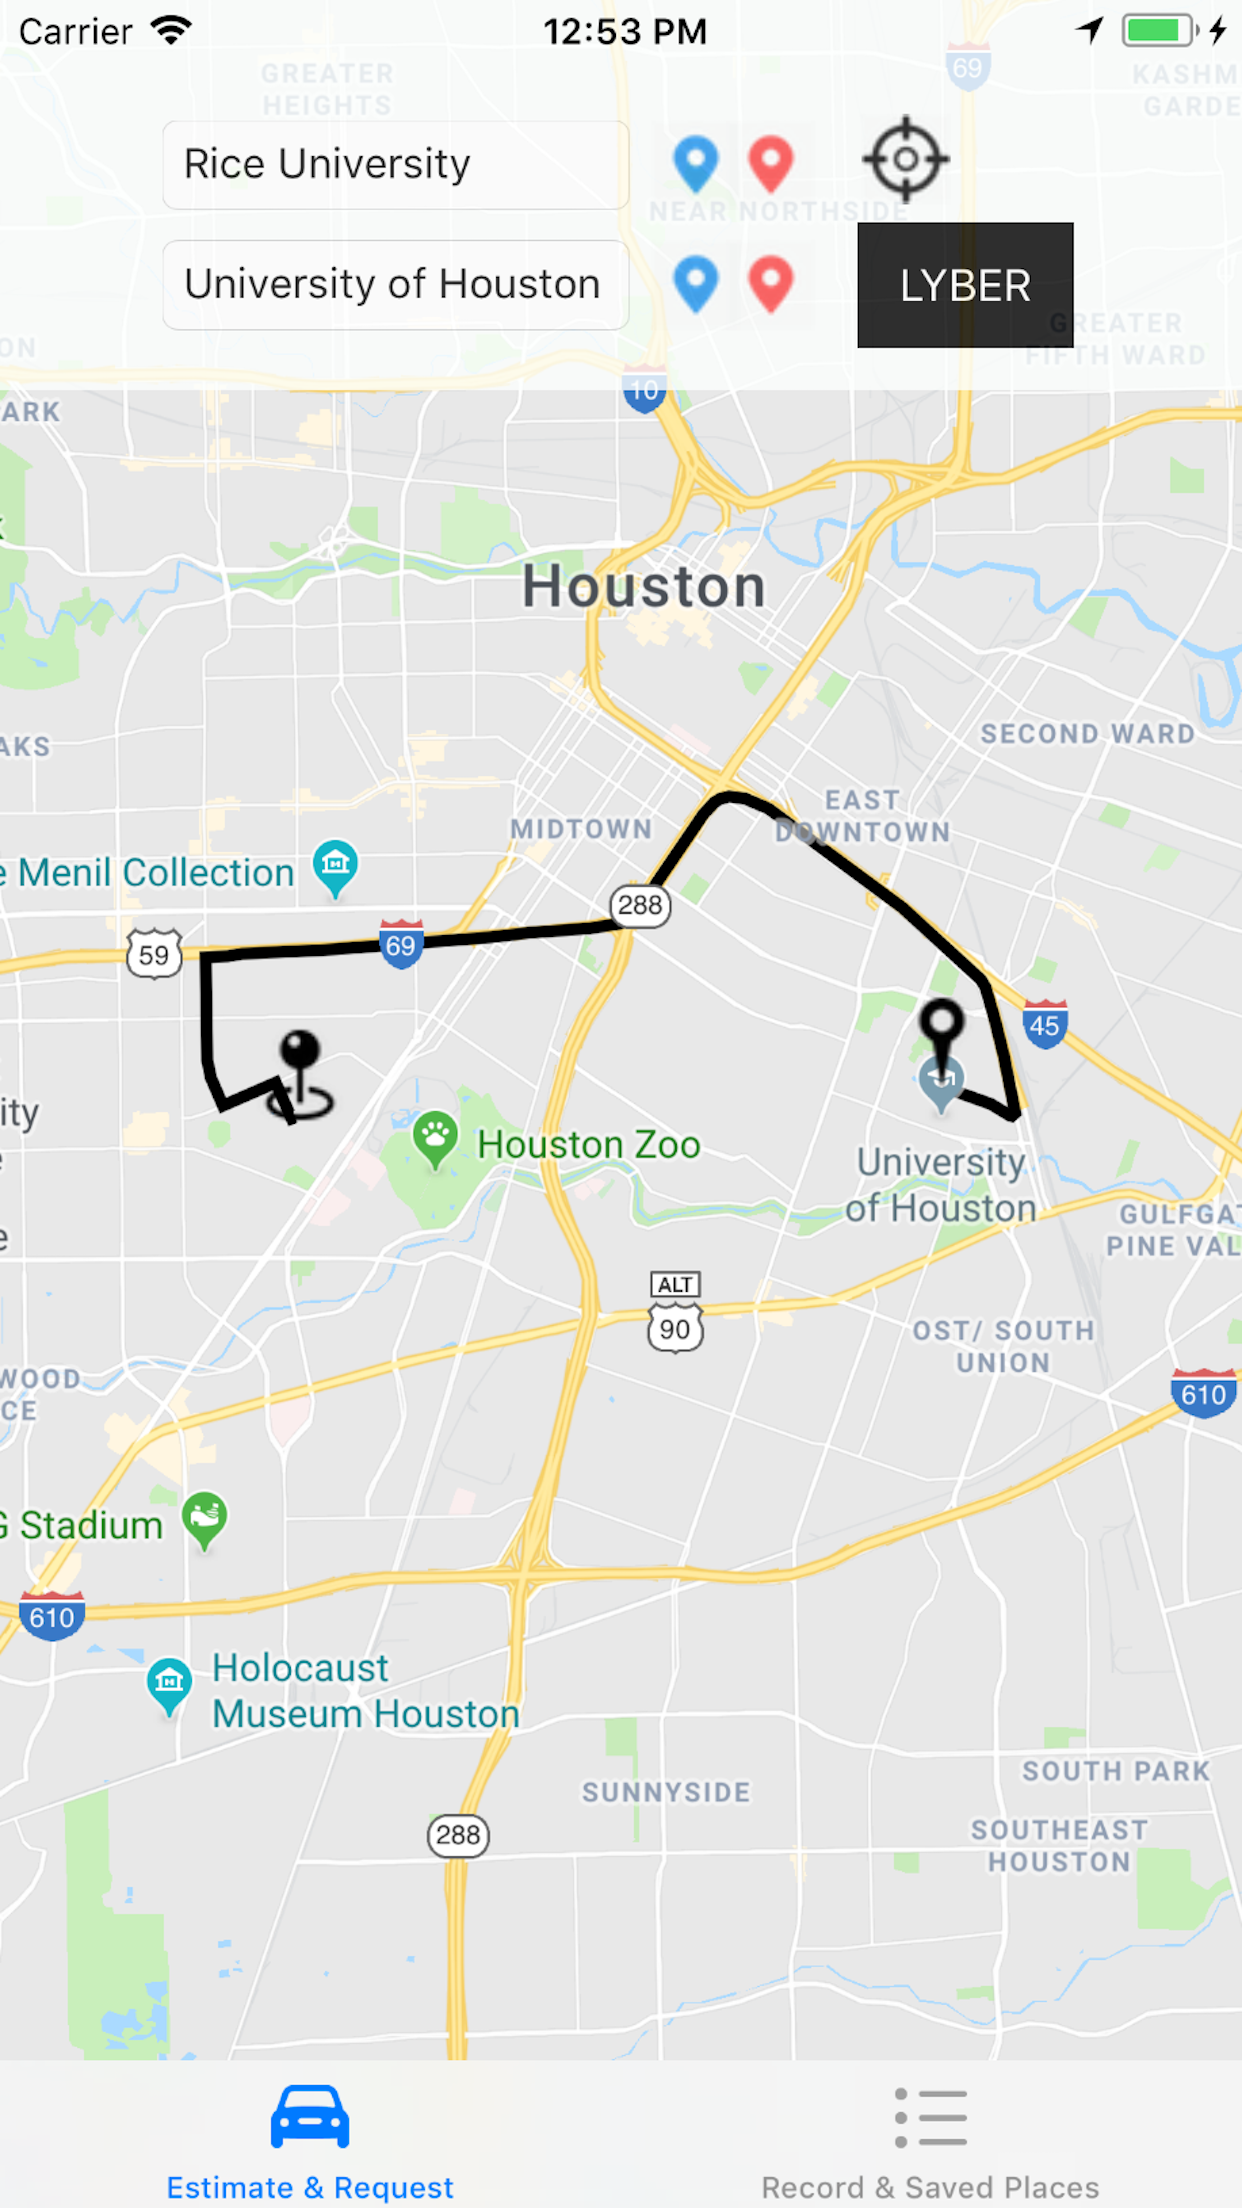 Carrier 12:53 PM
GREATER
HEIGHTS
69
KASHM
GARDE
Rice University
NEAR NORTHSIDE
University of Houston
LYBER
GREATER
FIFTH WARD
ON
10
ARK
Houston
AKS
SECOND WARD
EAST
DOWNTOWN
MIDTOWN
e Menil Collection
288
59
69
45
ity
Houston Zoo
University
of Houston
GULFGAT
PINE VAL
e
e
ALT
90
OST/ SOUTH
UNION
WOOD
CE
610
G Stadium
610
Holocaust
Museum Houston
SUNNYSIDE
SOUTH PARK
288
SOUTHEAST
HOUSTON
Estimate & Request
Record & Saved Places